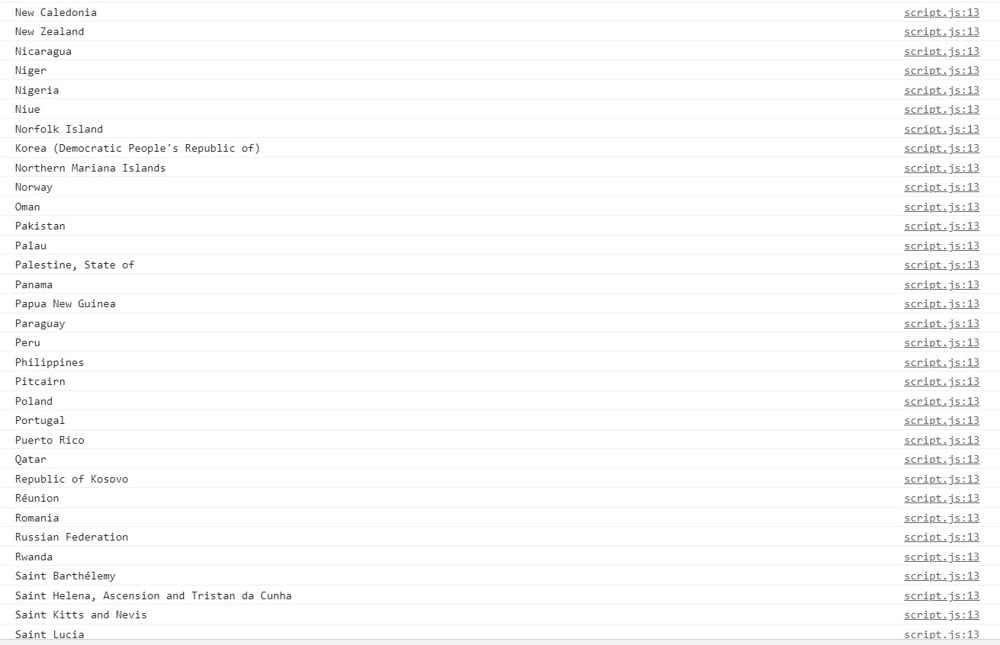 New Caledonia script.js:13
New Zealand script.js:13
Nicaragua script.js:13
Niger script.js:13
Nigeria script.js:13
Niue script.js:13
Norfolk Island script.js:13
Korea (Democratic People's Republic of) script.js:13
Northern Mariana Islands script.js:13
Norway script.js:13
Oman script.js:13
Pakistan script.js:13
Palau script.js:13
Palestine, State of script.js:13
Panama script.js:13
Papua New Guinea script.js:13
Paraguay script.js:13
Peru script.js:13
Philippines script.js:13
Pitcairn script.js:13
Poland script.js:13
Portugal script.js:13
Puerto Rico script.js:13
Qatar script.js:13
Republic of Kosovo script.js:13
Réunion script.js:13
Romania script.js:13
Russian Federation script.js:13
Rwanda script.js:13
Saint Barthélemy script.js:13
Saint Helena, Ascension and Tristan da Cunha script.js:13
Saint Kitts and Nevis script.js:13
Saint Lucia script.js:13